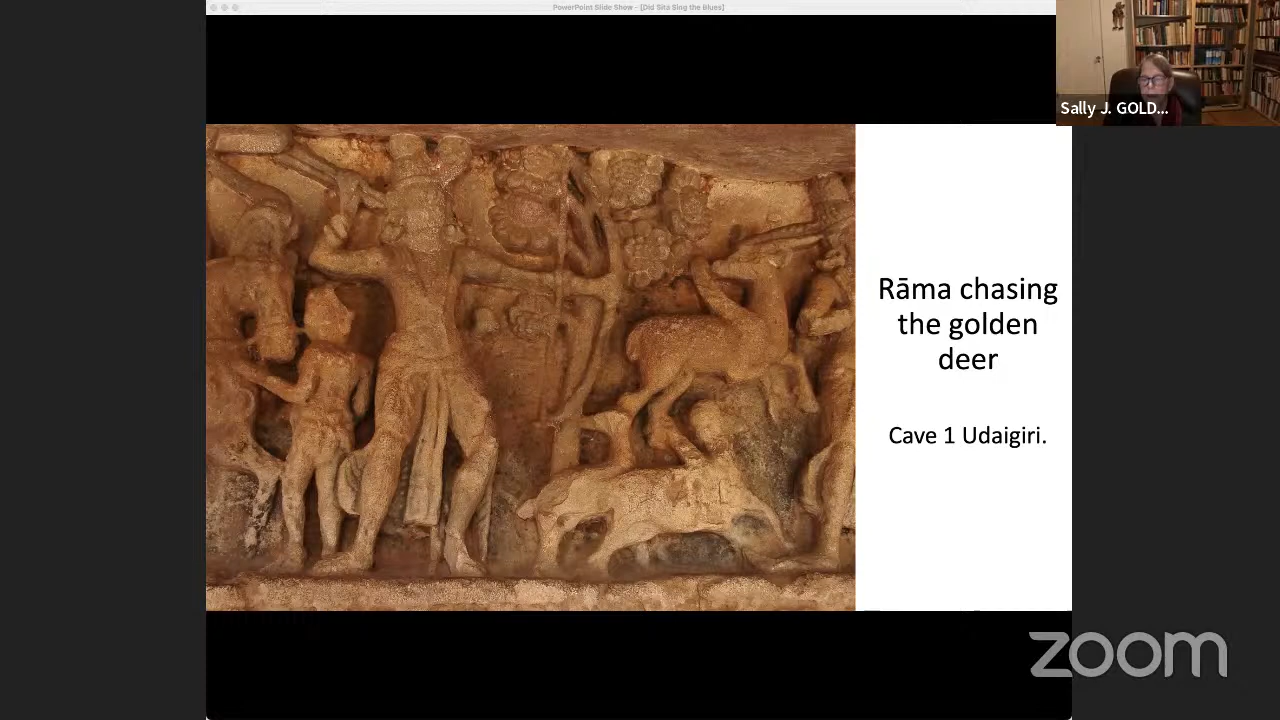 PowerPoint Slide Show - [Did Sita Sing the Blues]
Sally J. GOLD...
Rāma chasing
the golden
deer
Cave 1 Udaigiri.
zoom